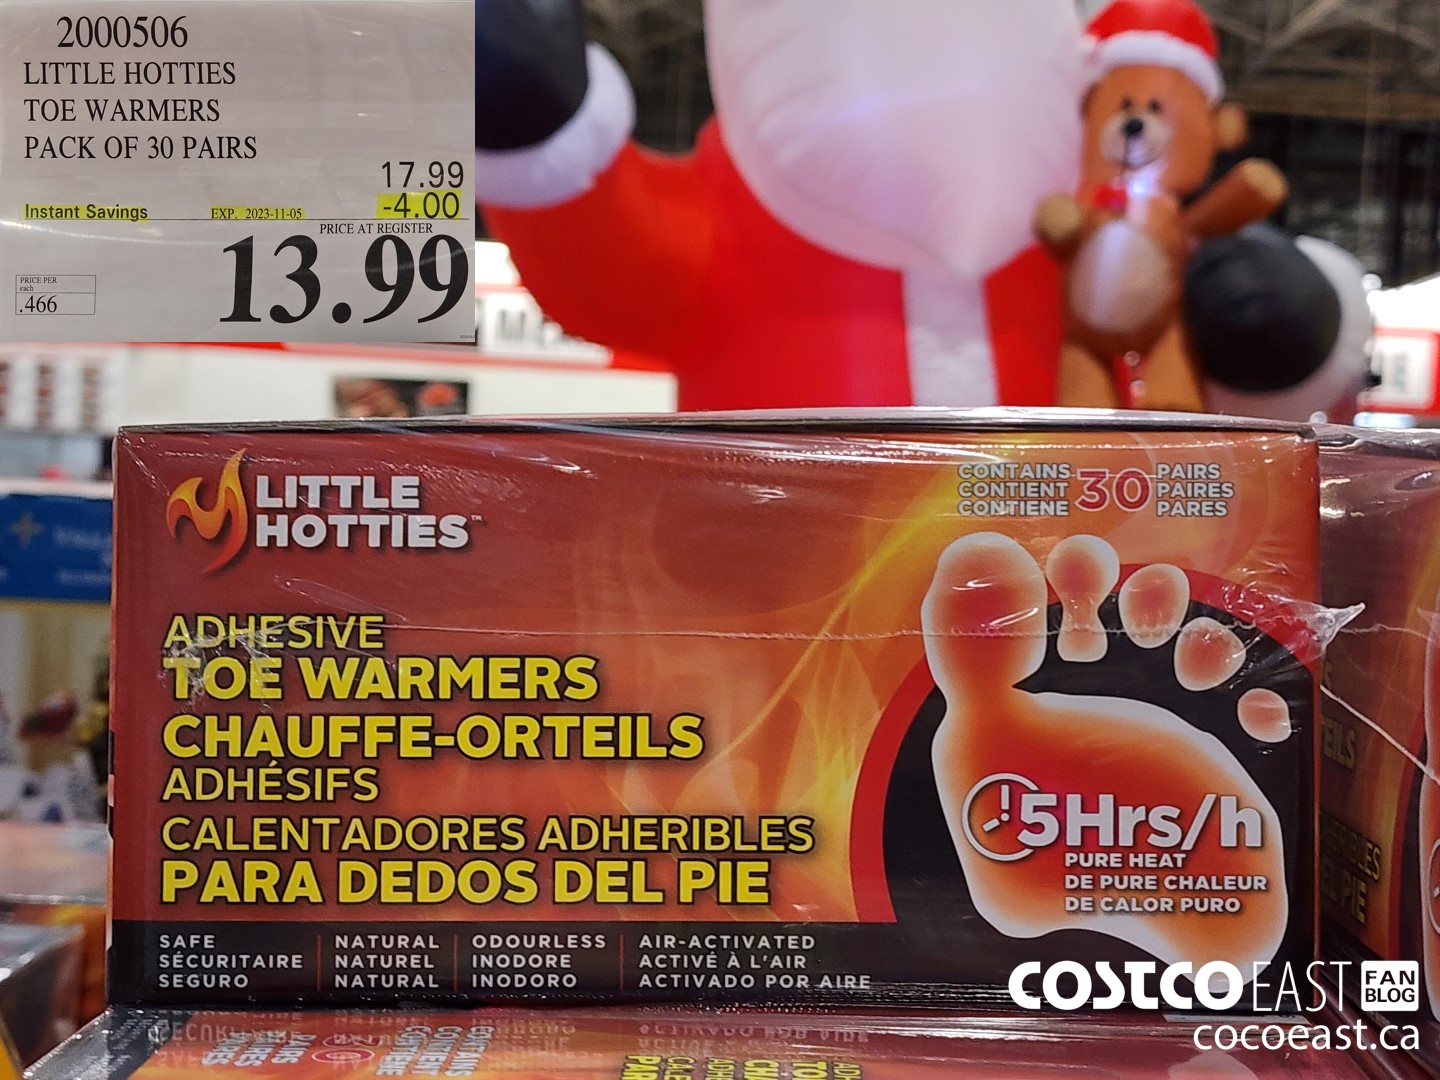 2000506
LITTLE HOTTIES
TOE WARMERS
PACK OF 30 PAIRS
17.99
Instant Savings EXP. 2023-11-05 -4.00
PRICE AT REGISTER
13.99
PRICE PER
each
.466
LITTLE
HOTTIES™
CONTAINS
CONTIENT
CONTIENE
30
PAIRS
PAIRES
PARES
ADHESIVE
TOE WARMERS
CHAUFFE-ORTEILS
ADHÉSIFS
CALENTADORES ADHERIBLES
PARA DEDOS DEL PIE
5Hrs/h
PURE HEAT
DE PURE CHALEUR
DE CALOR PURO
SAFE NATURAL ODOURLESS AIR-ACTIVATED
SÉCURITAIRE NATUREL INODORE ACTIVÉ À L'AIR
SEGURO NATURAL INODORO ACTIVADO POR AIRE
COSTCO EAST FAN BLOG
cocoeast.ca